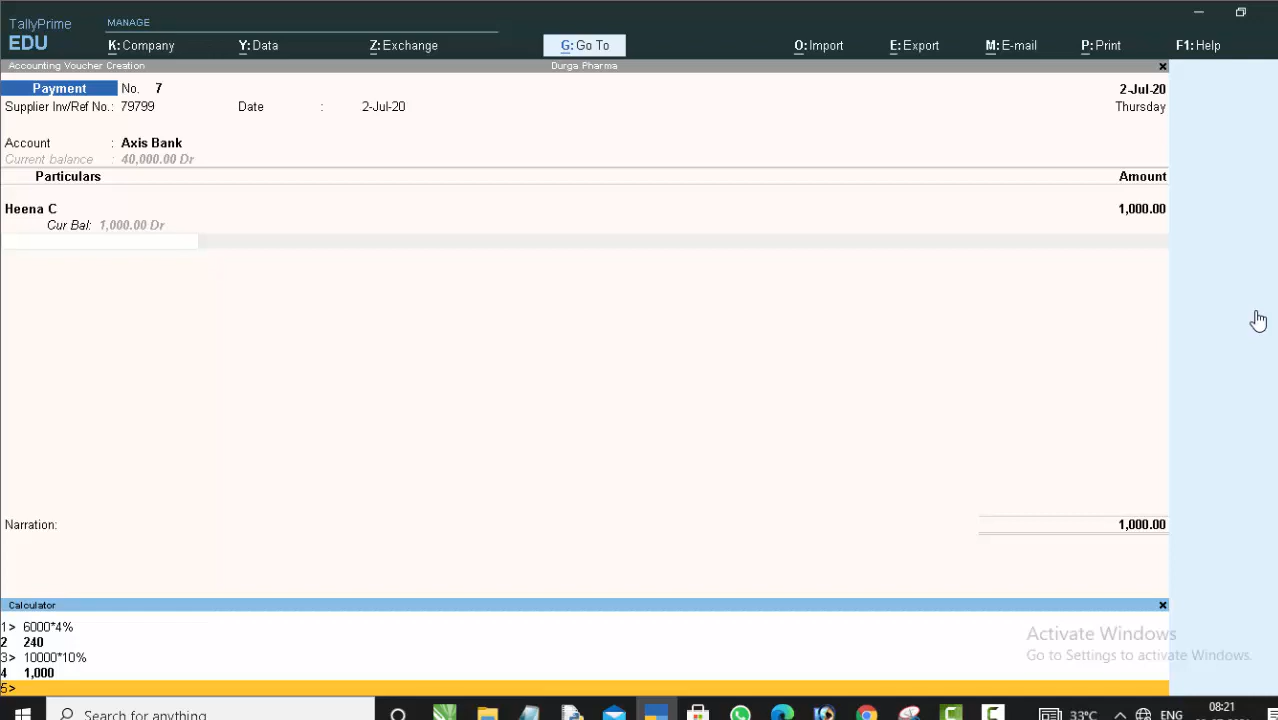 TallyPrime
EDU
MANAGE
K:Company Y:Data Z:Exchange G:Go To O:Import E:Export M:E-mail P:Print F1:Help
Accounting Voucher Creation Durga Pharma
Payment No. 7 2-Jul-20
Supplier Inv/Ref No.: 79799 Date : 2-Jul-20 Thursday
Account : Axis Bank
Current balance : 40,000.00 Dr
Particulars Amount
Heena C 1,000.00
Cur Bal: 1,000.00 Dr
Narration: 1,000.00
Calculator
1> 6000*4%
2 240
3> 10000*10%
4 1,000
5>
Activate Windows
Go to Settings to activate Windows.
Search for anything
33°C ENG 08:21